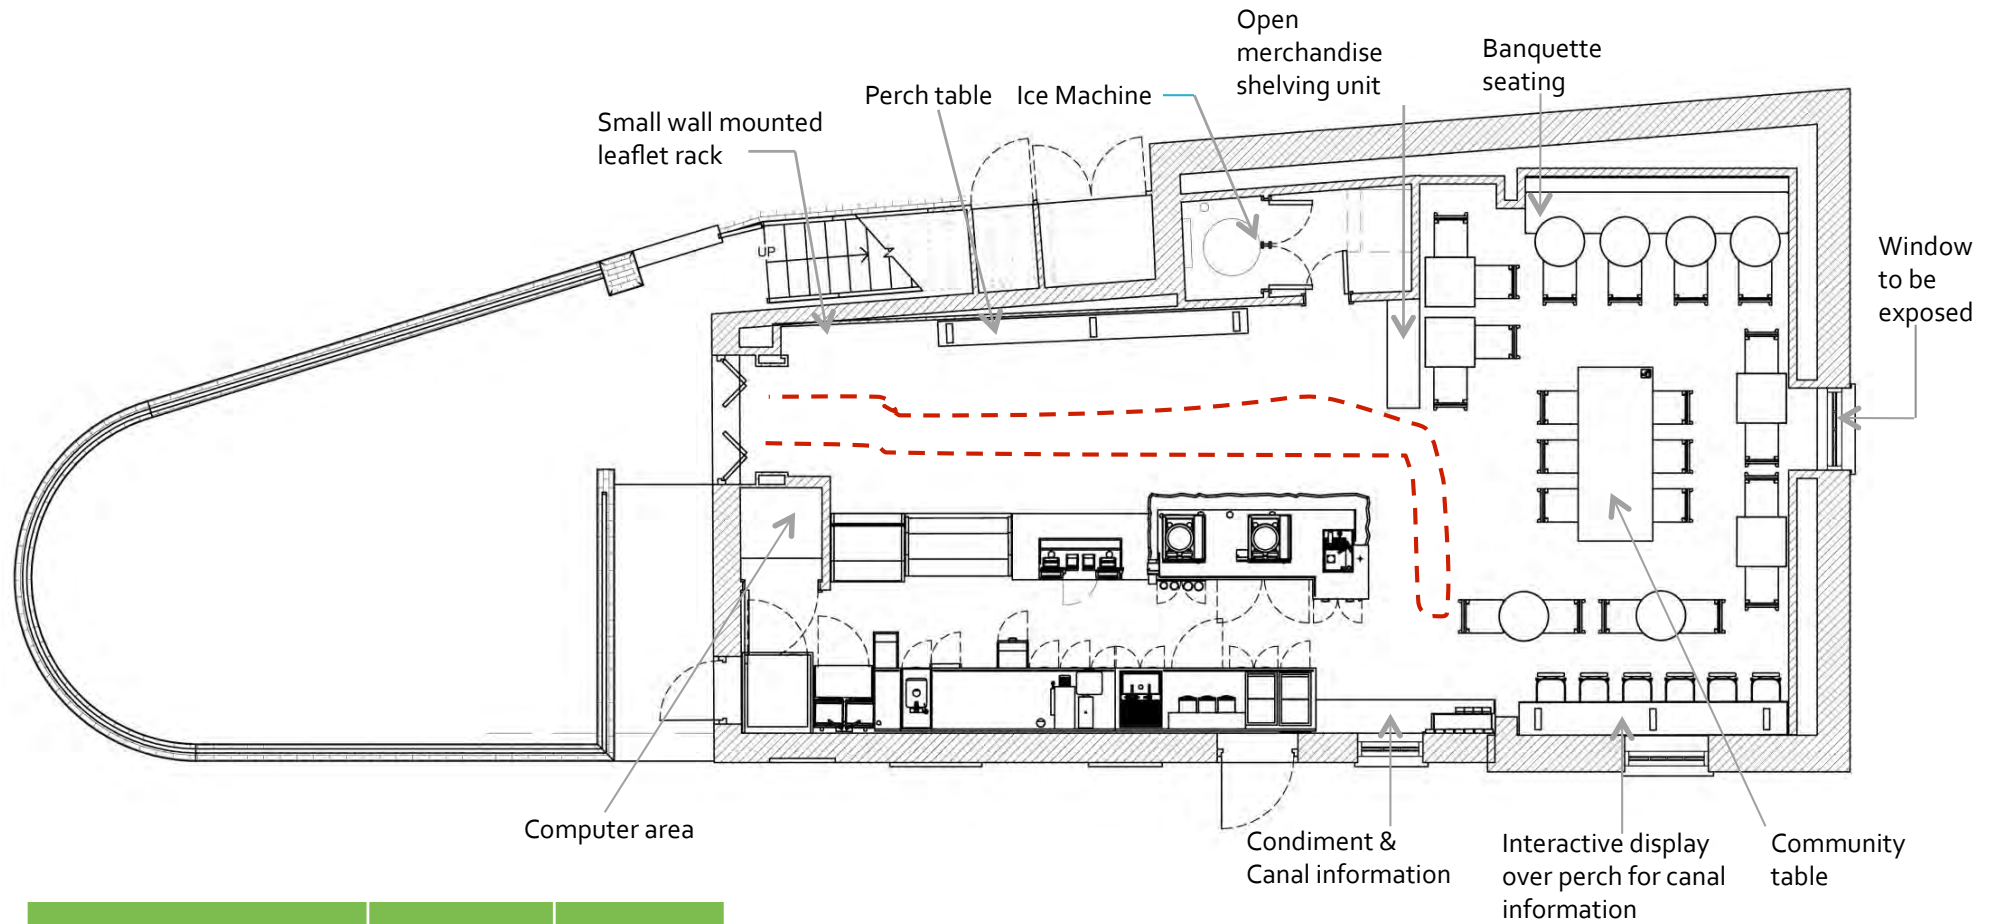 Open
merchandise
shelving unit
Banquette
seating
Perch table
Ice Machine
Small wall mounted
leaflet rack
Window
to be
exposed
UP
Computer area
Condiment &
Canal information
Interactive display
over perch for canal
information
Community
table